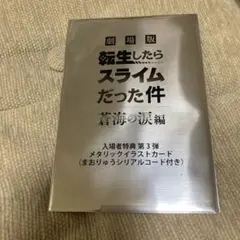 劇場版
転生したら
スライム
だった件
蒼海の涙編
入場者特典 第3弾
メタリックイラストカード
(まおりゅうシリアルコード付き)